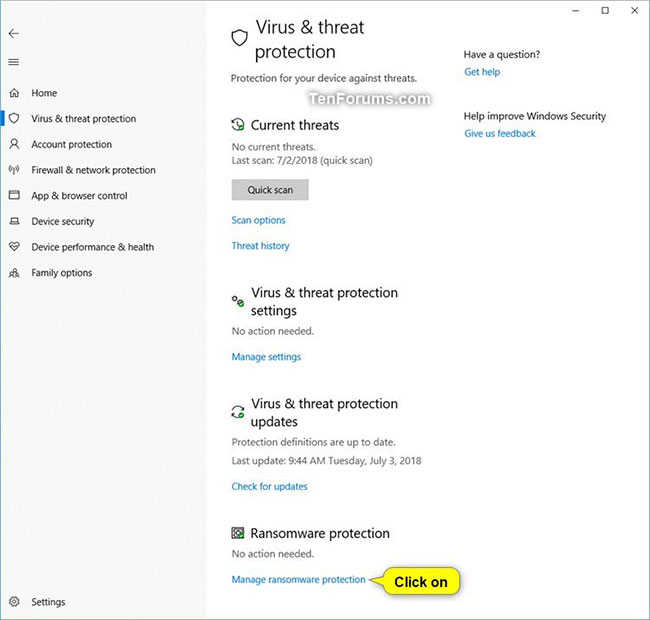 Home
Virus & threat protection
Account protection
Firewall & network protection
App & browser control
Device security
Device performance & health
Family options
Settings
Virus & threat
protection
Protection for your device against threats.
TenForums.com
Current threats
No current threats.
Last scan: 7/2/2018 (quick scan)
Quick scan
Scan options
Threat history
Virus & threat protection
settings
No action needed.
Manage settings
Virus & threat protection
updates
Protection definitions are up to date.
Last update: 9:44 AM Tuesday, July 3, 2018
Check for updates
Ransomware protection
No action needed.
Manage ransomware protection
Click on
Have a question?
Get help
Help improve Windows Security
Give us feedback